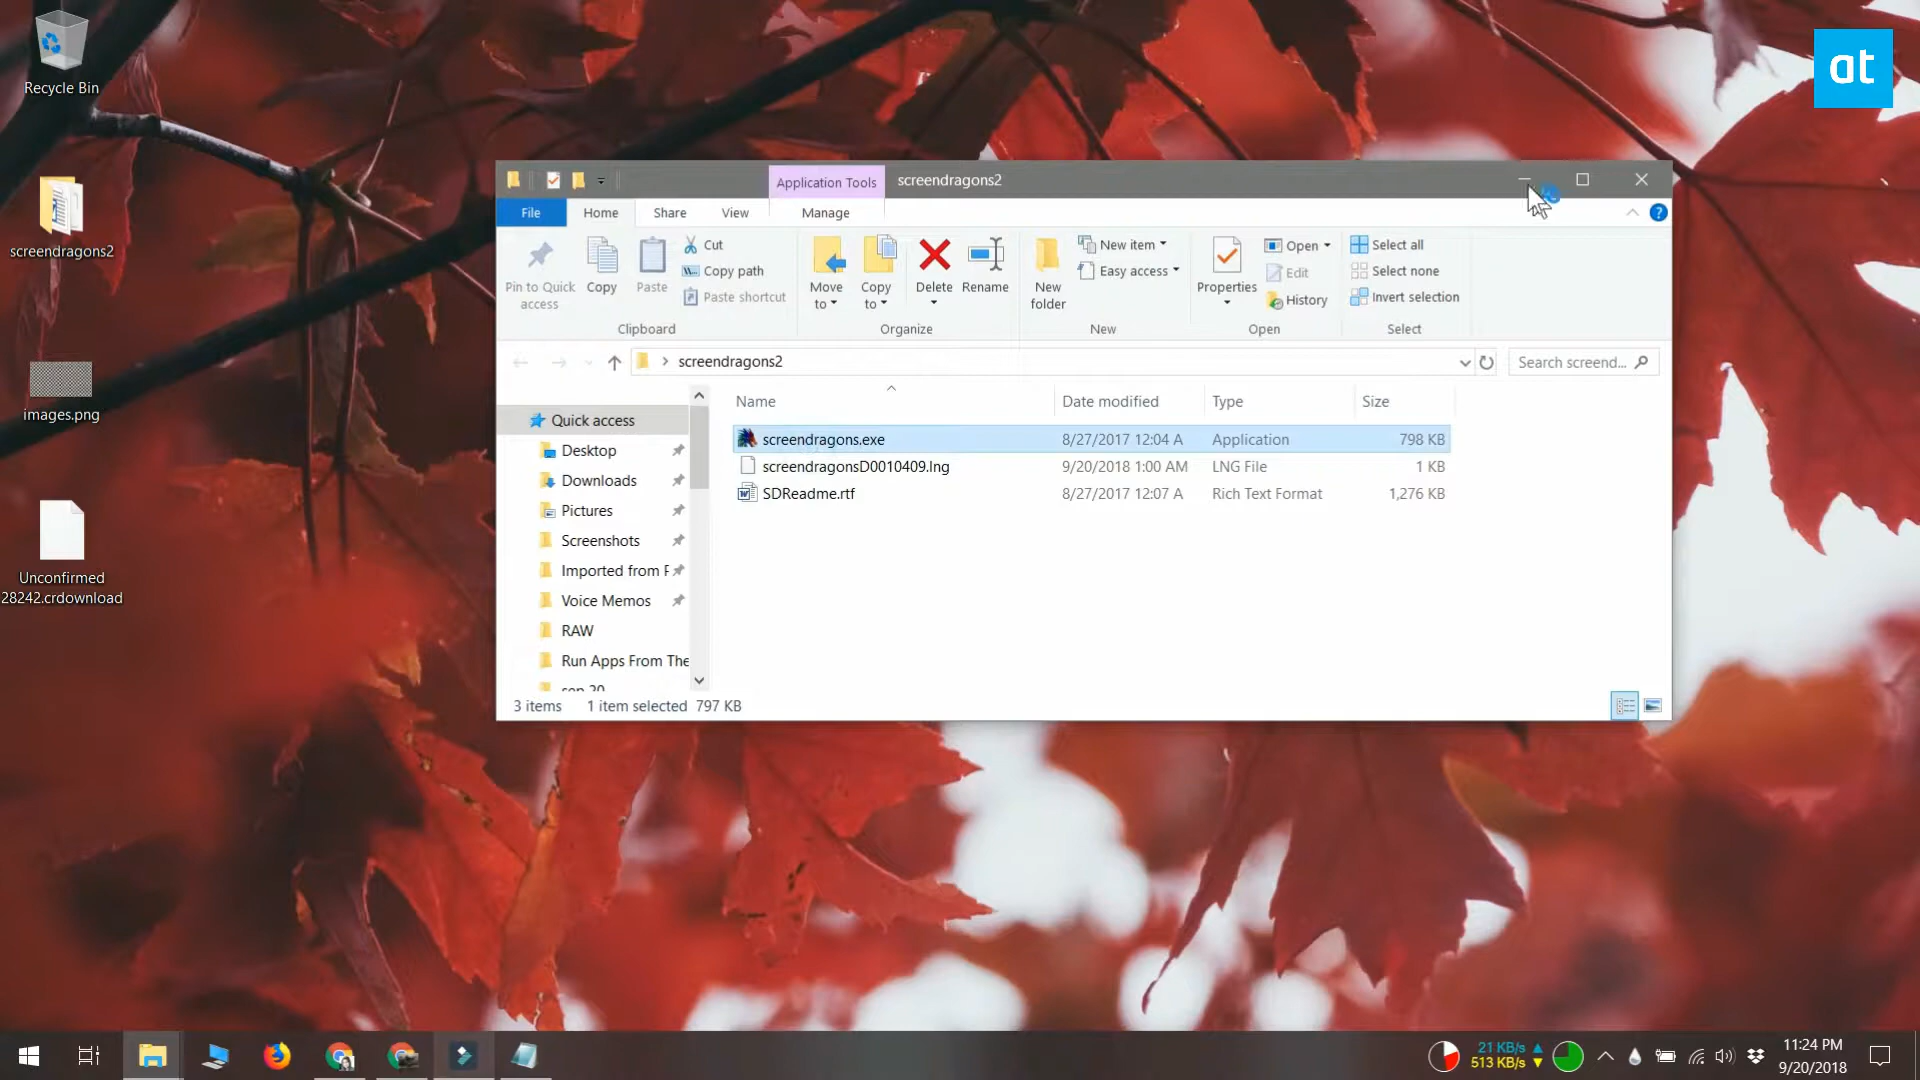 Recycle Bin
at
screendragons2
images.png
Unconfirmed
28242.crdownload
Application Tools
screendragons2
File
Home
Share
View
Manage
Pin to Quick
access
Copy
Paste
Cut
Copy path
Paste shortcut
Clipboard
Move
to
Copy
to
Delete
Rename
Organize
New
folder
New item
Easy access
New
Properties
Open
Edit
History
Open
Select all
Select none
Invert selection
Select
screendragons2
Search screend...
Quick access
Desktop
Downloads
Pictures
Screenshots
Imported from F
Voice Memos
RAW
Run Apps From The
sep 20
Name Date modified Type Size
screendragons.exe 8/27/2017 12:04 A Application 798 KB
screendragonsD0010409.lng 9/20/2018 1:00 AM LNG File 1 KB
SDReadme.rtf 8/27/2017 12:07 A Rich Text Format 1,276 KB
3 items 1 item selected 797 KB
21 KB/s
513 KB/s
11:24 PM
9/20/2018